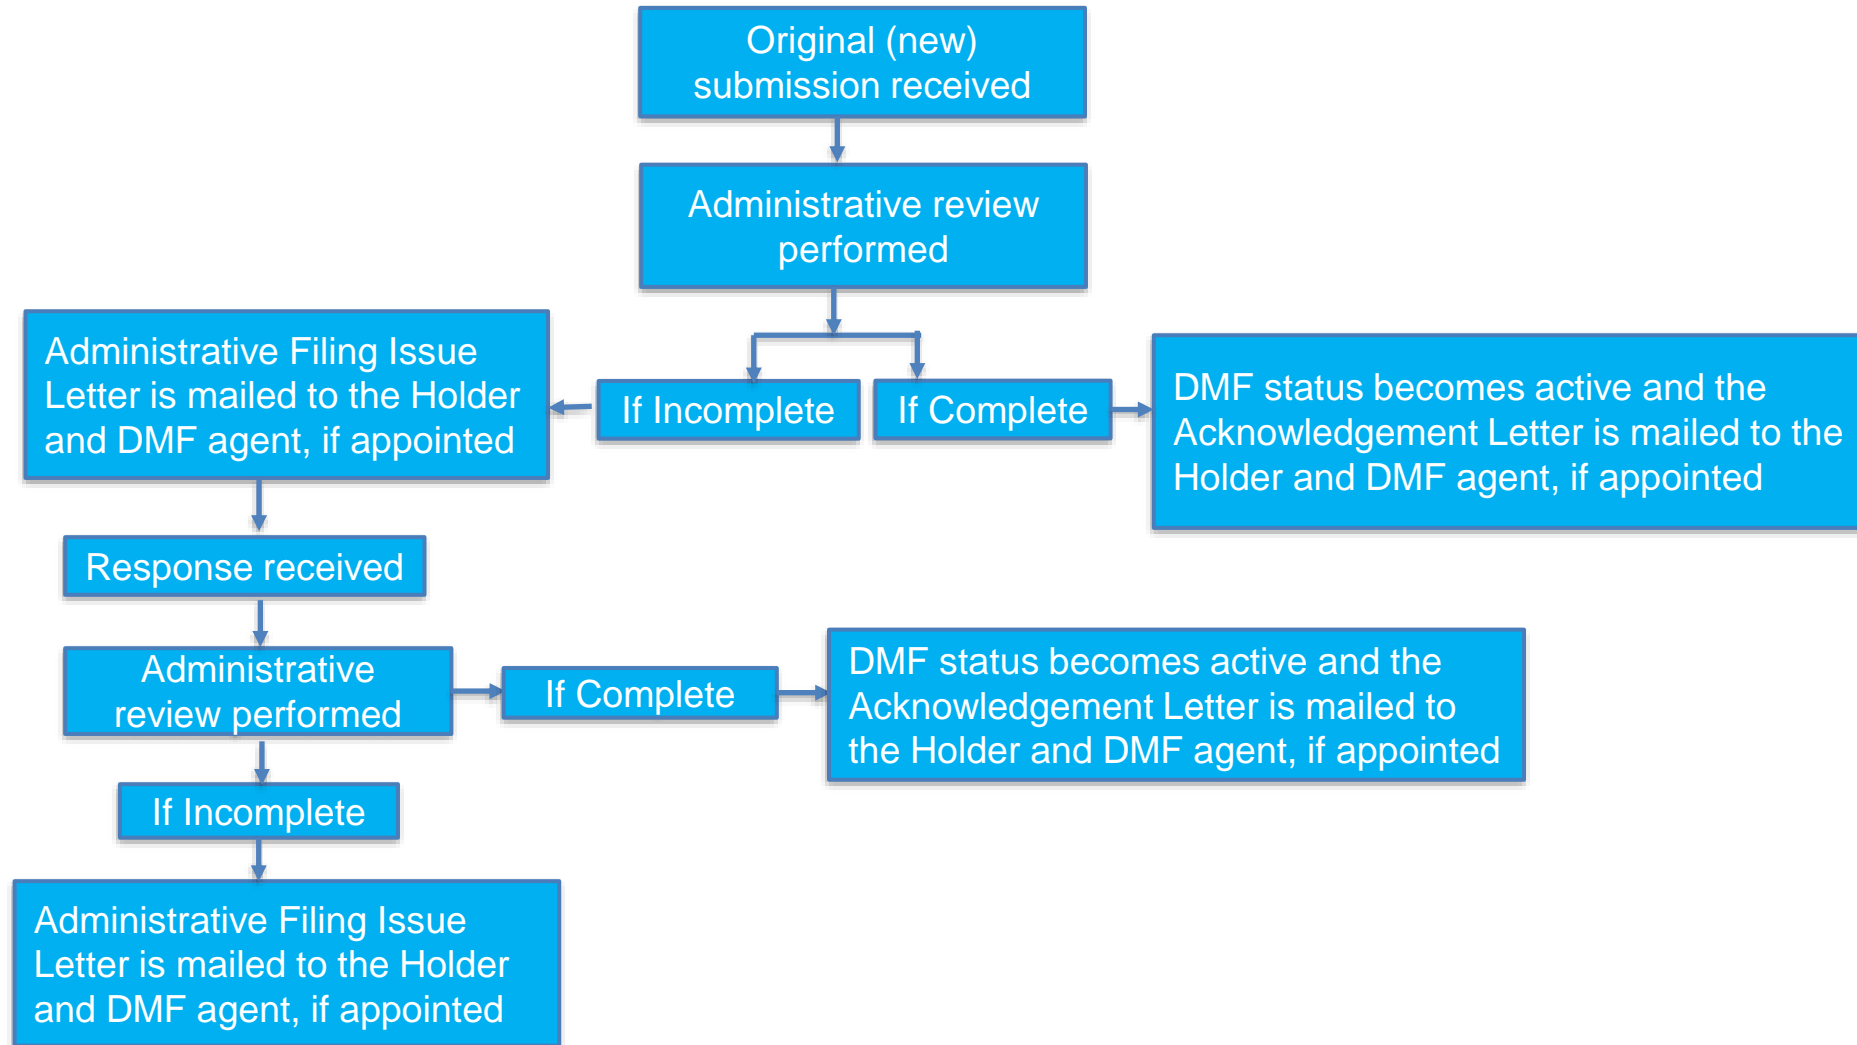 Original (new)
submission received
Administrative review
performed
Administrative Filing Issue
Letter is mailed to the Holder
and DMF agent, if appointed
If Incomplete
If Complete
DMF status becomes active and the
Acknowledgement Letter is mailed to the
Holder and DMF agent, if appointed
Response received
Administrative
review performed
If Complete
DMF status becomes active and the
Acknowledgement Letter is mailed to
the Holder and DMF agent, if appointed
If Incomplete
Administrative Filing Issue
Letter is mailed to the Holder
and DMF agent, if appointed